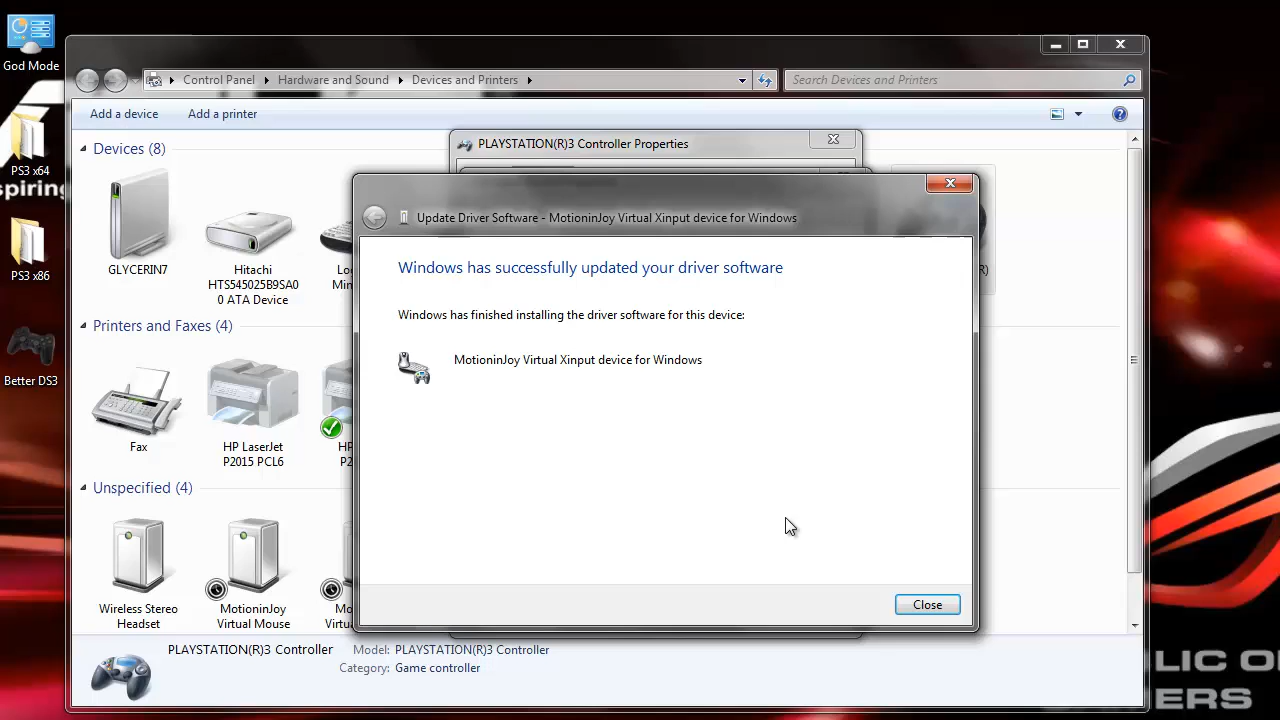 God Mode
PS3 x64
spiring
PS3 x86
Better DS3
Control Panel
Hardware and Sound
Devices and Printers
Search Devices and Printers
Add a device
Add a printer
Devices (8)
GLYCERIN7
Hitachi
HTS545025B9SA0
0 ATA Device
Printers and Faxes (4)
Fax
HP LaserJet
P2015 PCL6
HP
Unspecified (4)
Wireless Stereo
Headset
MotioninJoy
Virtual Mouse
PLAYSTATION(R)3 Controller
Model: PLAYSTATION(R)3 Controller
Category: Game controller
PLAYSTATION(R)3 Controller Properties
Update Driver Software - MotioninJoy Virtual Xinput device for Windows
Windows has successfully updated your driver software
Windows has finished installing the driver software for this device:
MotioninJoy Virtual Xinput device for Windows
Close
LIC O
ERS